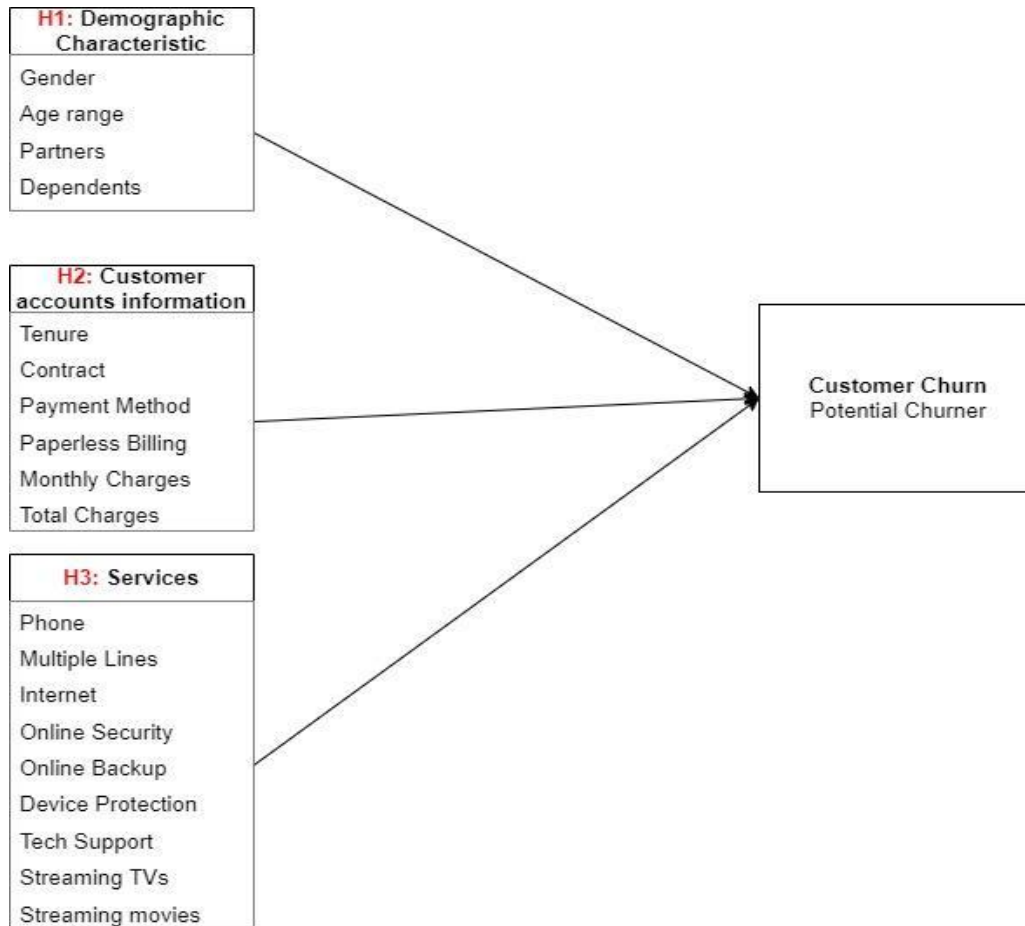 H1: Demographic
Characteristic
Gender
Age range
Partners
Dependents
H2: Customer
accounts information
Tenure
Contract
Payment Method
Paperless Billing
Monthly Charges
Total Charges
H3: Services
Phone
Multiple Lines
Internet
Online Security
Online Backup
Device Protection
Tech Support
Streaming TVs
Streaming movies
Customer Churn
Potential Churner